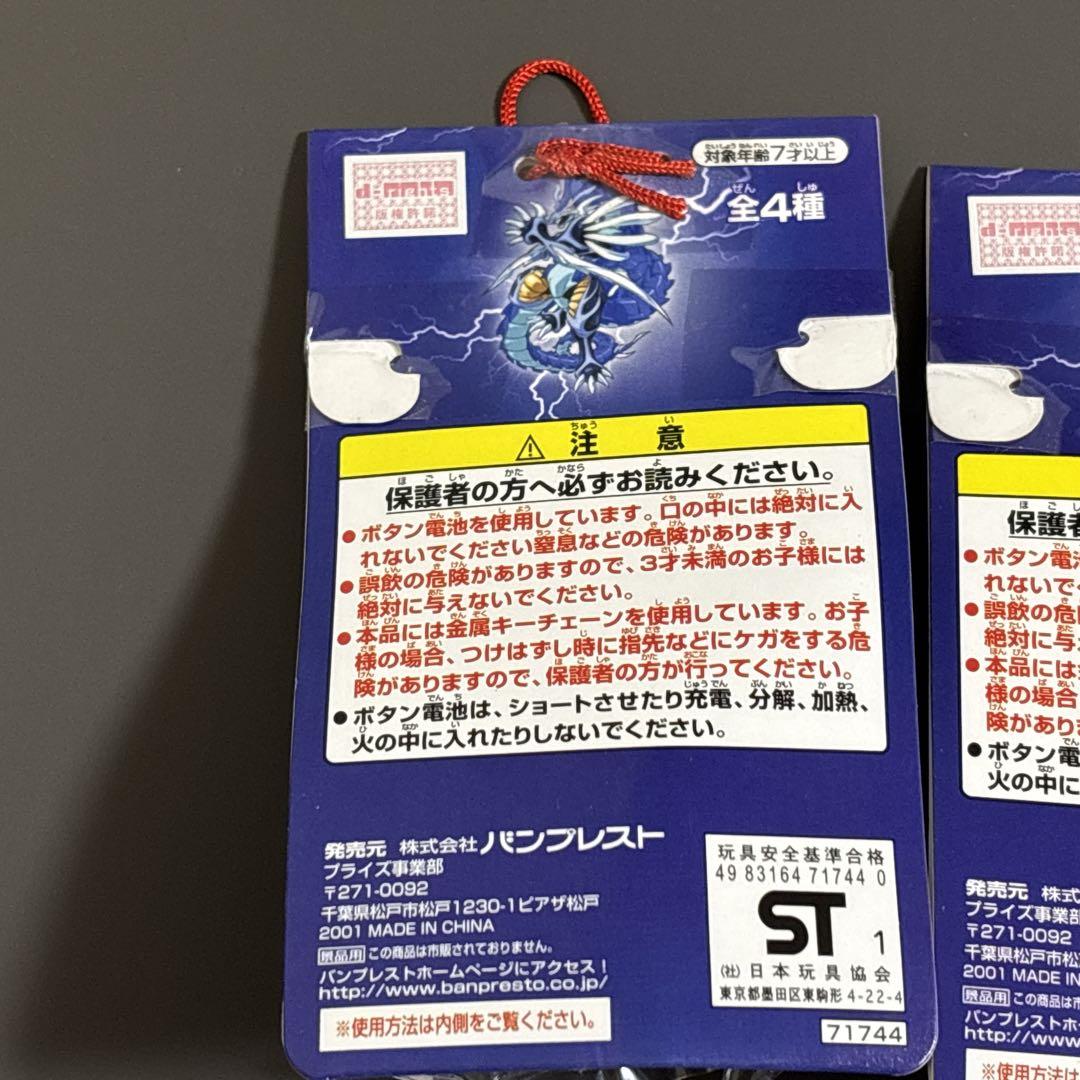 対象年齢7才以上
全4種
版権許諾
注意
保護者の方へ必ずお読みください。
●ボタン電池を使用しています。口の中には絶対に入
れないでください窒息などの危険があります。
●誤飲の危険がありますので、3才未満のお子様には
絶対に与えないでください。
●本品には金属キーチェーンを使用しています。お子
様の場合、つけはずし時に指先などにケガをする危
険がありますので、保護者の方が行ってください。
●ボタン電池は、ショートさせたり充電、分解、加熱、
火の中に入れたりしないでください。
発売元 株式会社バンプレスト
プライズ事業部
〒271-0092
千葉県松戸市松戸1230-1ピアザ松戸
2001 MADE IN CHINA
景品用 この商品は市販されておりません。
バンプレストホームページにアクセス!
http://www.banpresto.co.jp/
※使用方法は内側をご覧ください。
玩具安全基準合格
49 83164 71744 0
ST 1
(社)日本玩具協会
東京都墨田区東駒形 4-22-4
71744
版権許諾
保護者
●ボタン電
れないで
●誤飲の危
絶対に与
●本品には
様の場合
険があり
●ボタン電
火の中に
発売元 株式
プライズ事業部
〒271-0092
千葉県松戸市松
2001 MADE IN
景品用 この商品は
バンプレストホーム
http://www
※使用方法は